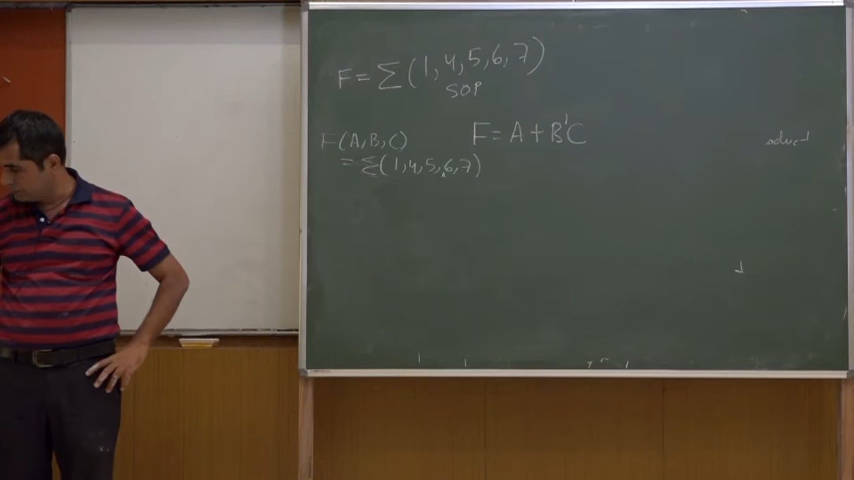 F = Σ(1,4,5,6,7)
SOP
F(A,B,C)
= Σ(1,4,5,6,7)
F = A + B'C